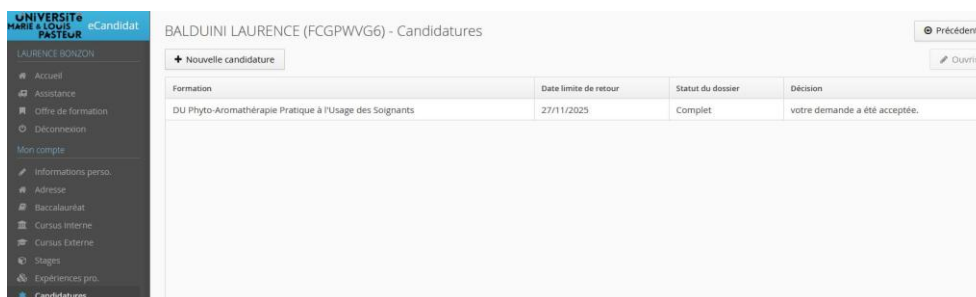 UNIVERSITé
MARIE & LOUIS
PASTEUR
eCandidat
LAURENCE BONZON
Accueil
Assistance
Offre de formation
Déconnexion
Mon compte
Informations perso.
Adresse
Baccalauréat
Cursus Interne
Cursus Externe
Stages
Expériences pro.
Candidatures
BALDUINI LAURENCE (FCGPWVG6) - Candidatures
Précédent
+ Nouvelle candidature
Ouvri
Formation Date limite de retour Statut du dossier Décision
DU Phyto-Aromathérapie Pratique à l'Usage des Soignants 27/11/2025 Complet votre demande a été acceptée.